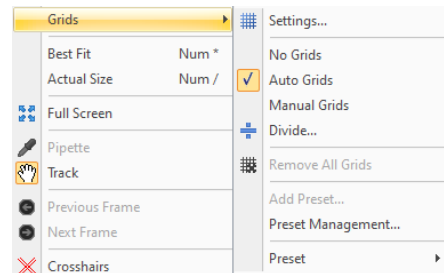 Grids
Best Fit Num *
Actual Size Num /
Full Screen
Pipette
Track
Previous Frame
Next Frame
Crosshairs
Settings...
No Grids
Auto Grids
Manual Grids
Divide...
Remove All Grids
Add Preset...
Preset Management...
Preset